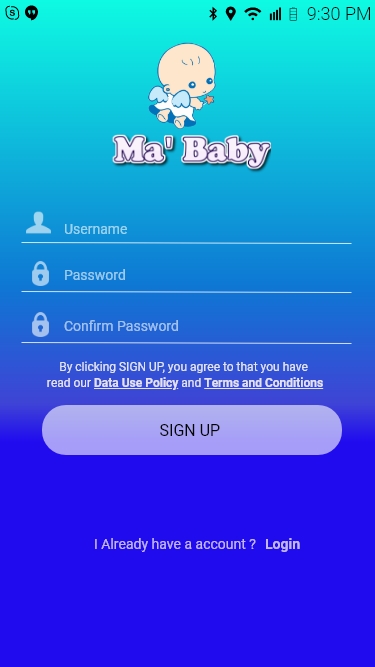 9:30 PM
Ma' Baby
Username
Password
Confirm Password
By clicking SIGN UP, you agree to that you have
read our Data Use Policy and Terms and Conditions
SIGN UP
I Already have a account ? Login